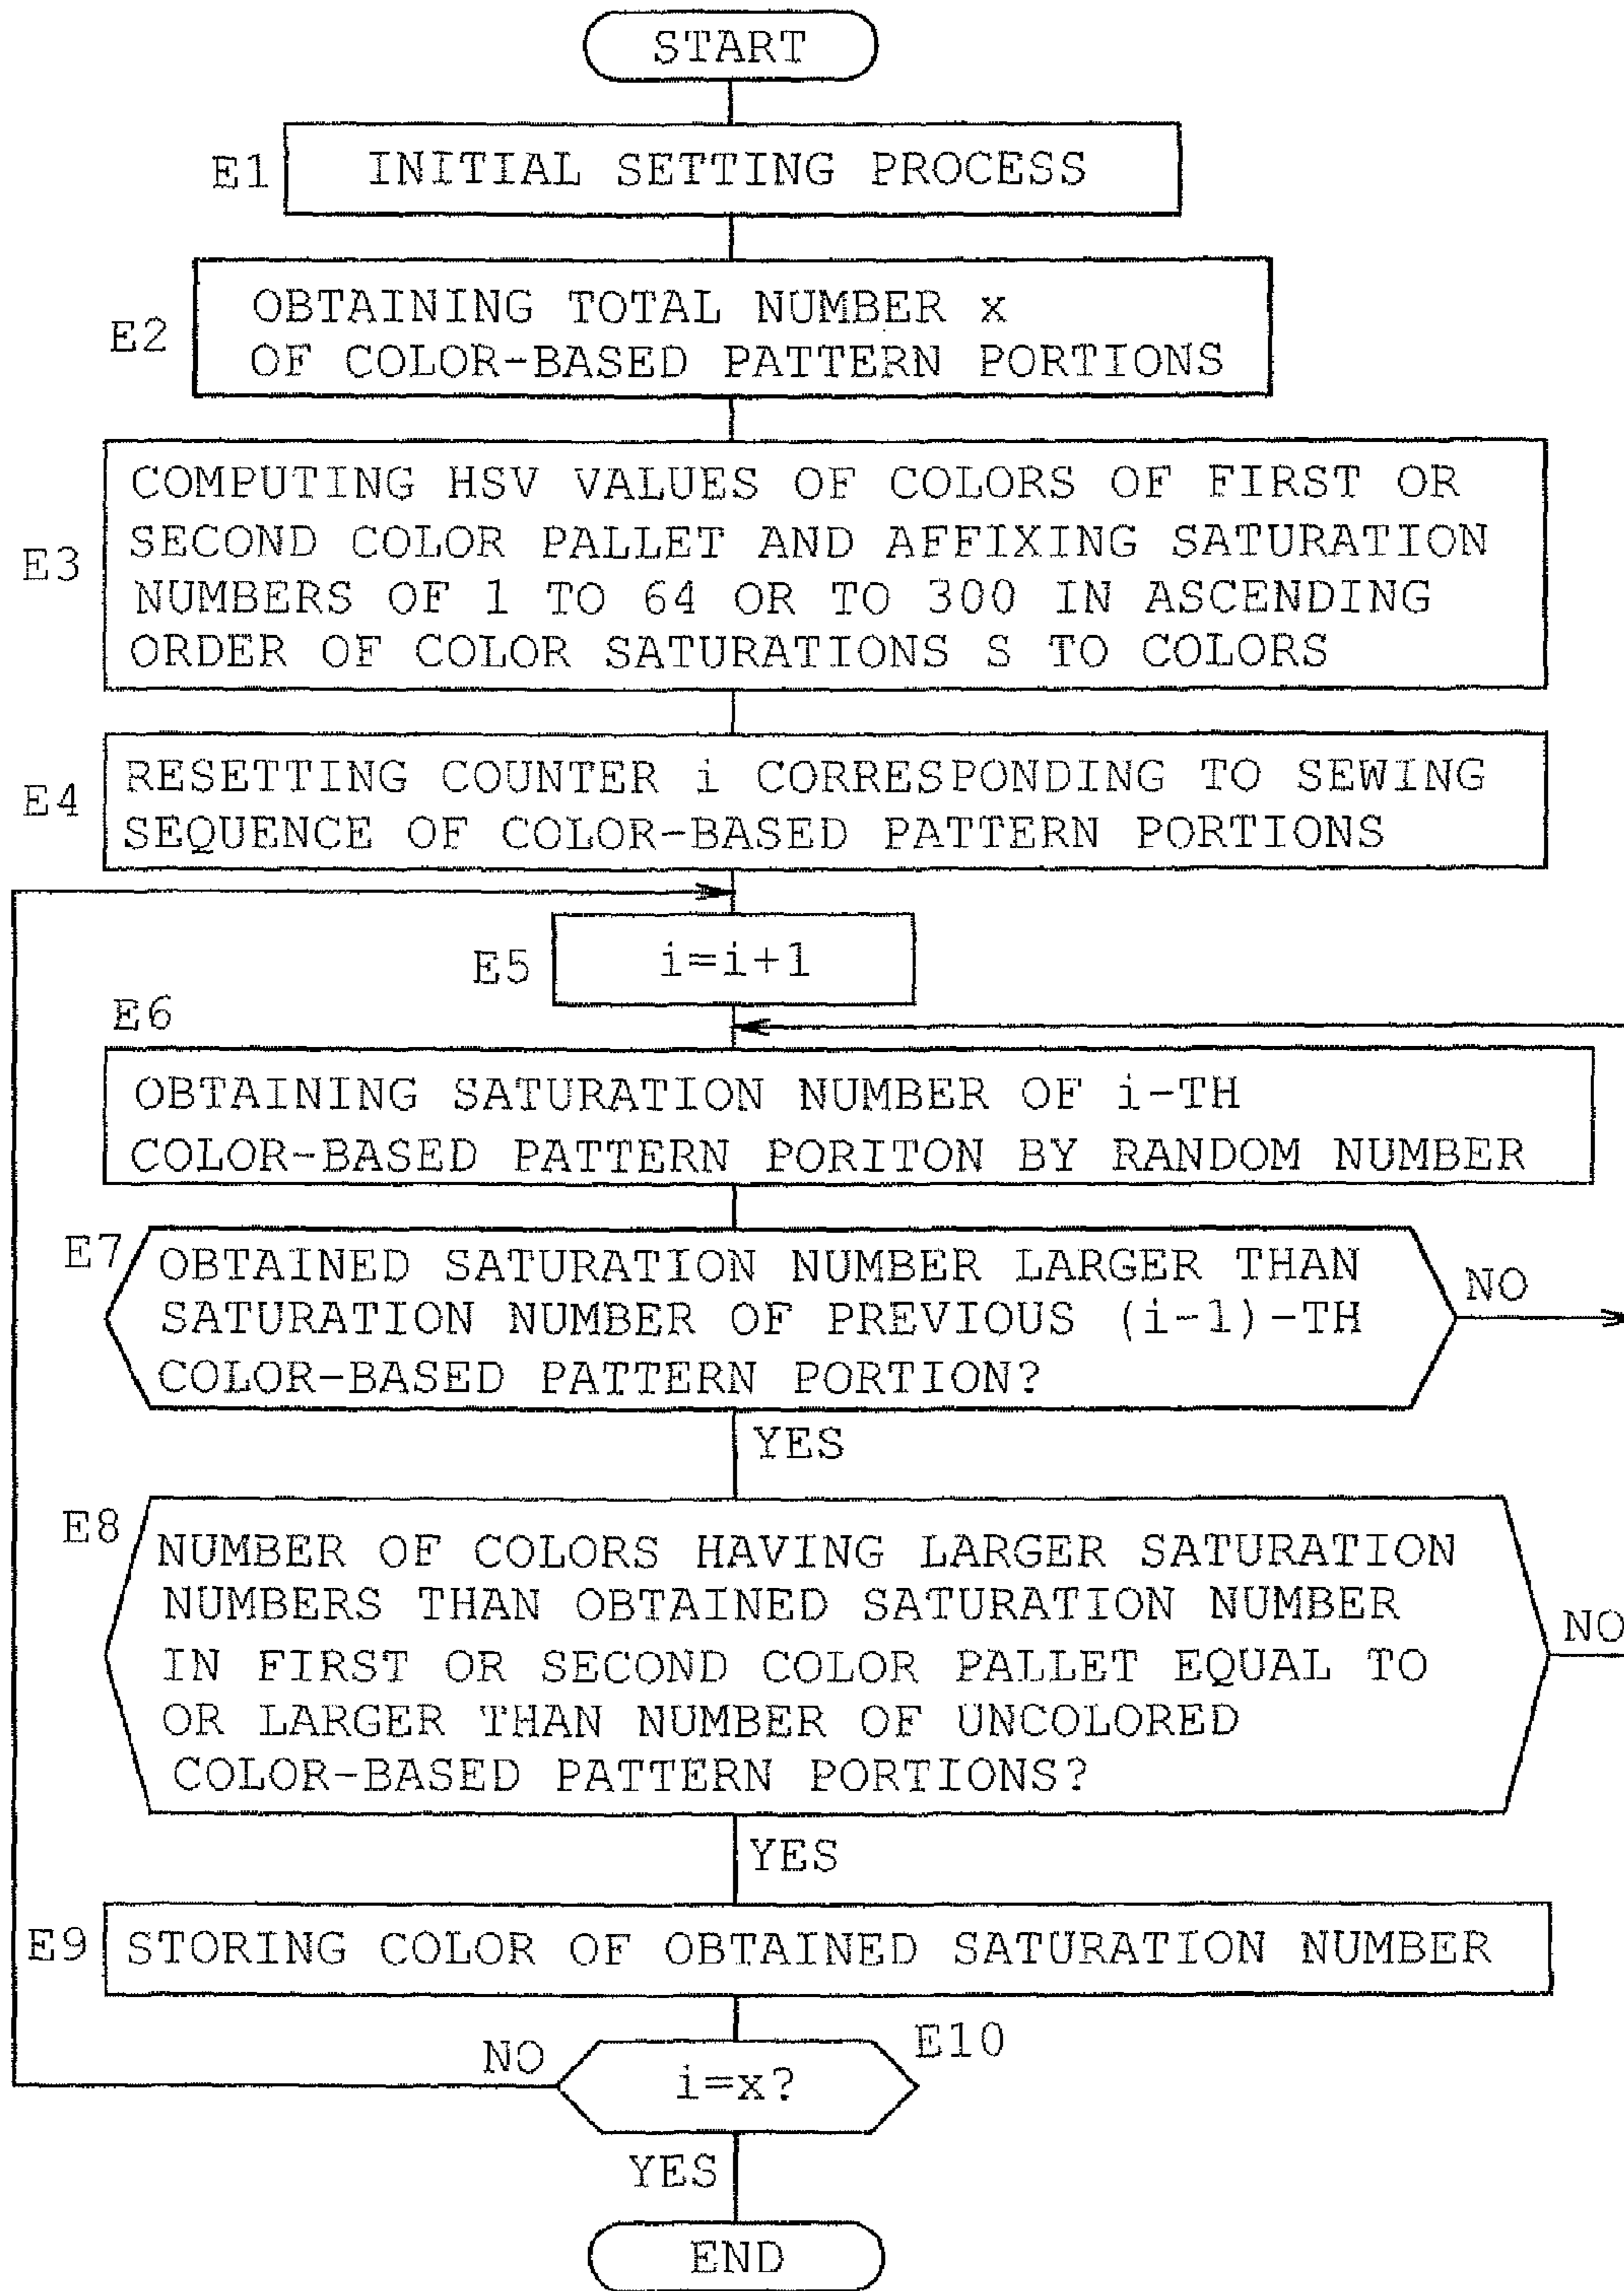 START
E1
INITIAL SETTING PROCESS
E2
OBTAINING TOTAL NUMBER x
OF COLOR-BASED PATTERN PORTIONS
E3
COMPUTING HSV VALUES OF COLORS OF FIRST OR
SECOND COLOR PALLET AND AFFIXING SATURATION
NUMBERS OF 1 TO 64 OR TO 300 IN ASCENDING
ORDER OF COLOR SATURATIONS S TO COLORS
E4
RESETTING COUNTER i CORRESPONDING TO SEWING
SEQUENCE OF COLOR-BASED PATTERN PORTIONS
E5
i=i+1
E6
OBTAINING SATURATION NUMBER OF i-TH
COLOR-BASED PATTERN PORITON BY RANDOM NUMBER
E7
OBTAINED SATURATION NUMBER LARGER THAN
SATURATION NUMBER OF PREVIOUS (i-1)-TH
COLOR-BASED PATTERN PORTION?
NO
YES
E8
NUMBER OF COLORS HAVING LARGER SATURATION
NUMBERS THAN OBTAINED SATURATION NUMBER
IN FIRST OR SECOND COLOR PALLET EQUAL TO
OR LARGER THAN NUMBER OF UNCOLORED
COLOR-BASED PATTERN PORTIONS?
NO
YES
E9
STORING COLOR OF OBTAINED SATURATION NUMBER
E10
NO
i=x?
YES
END